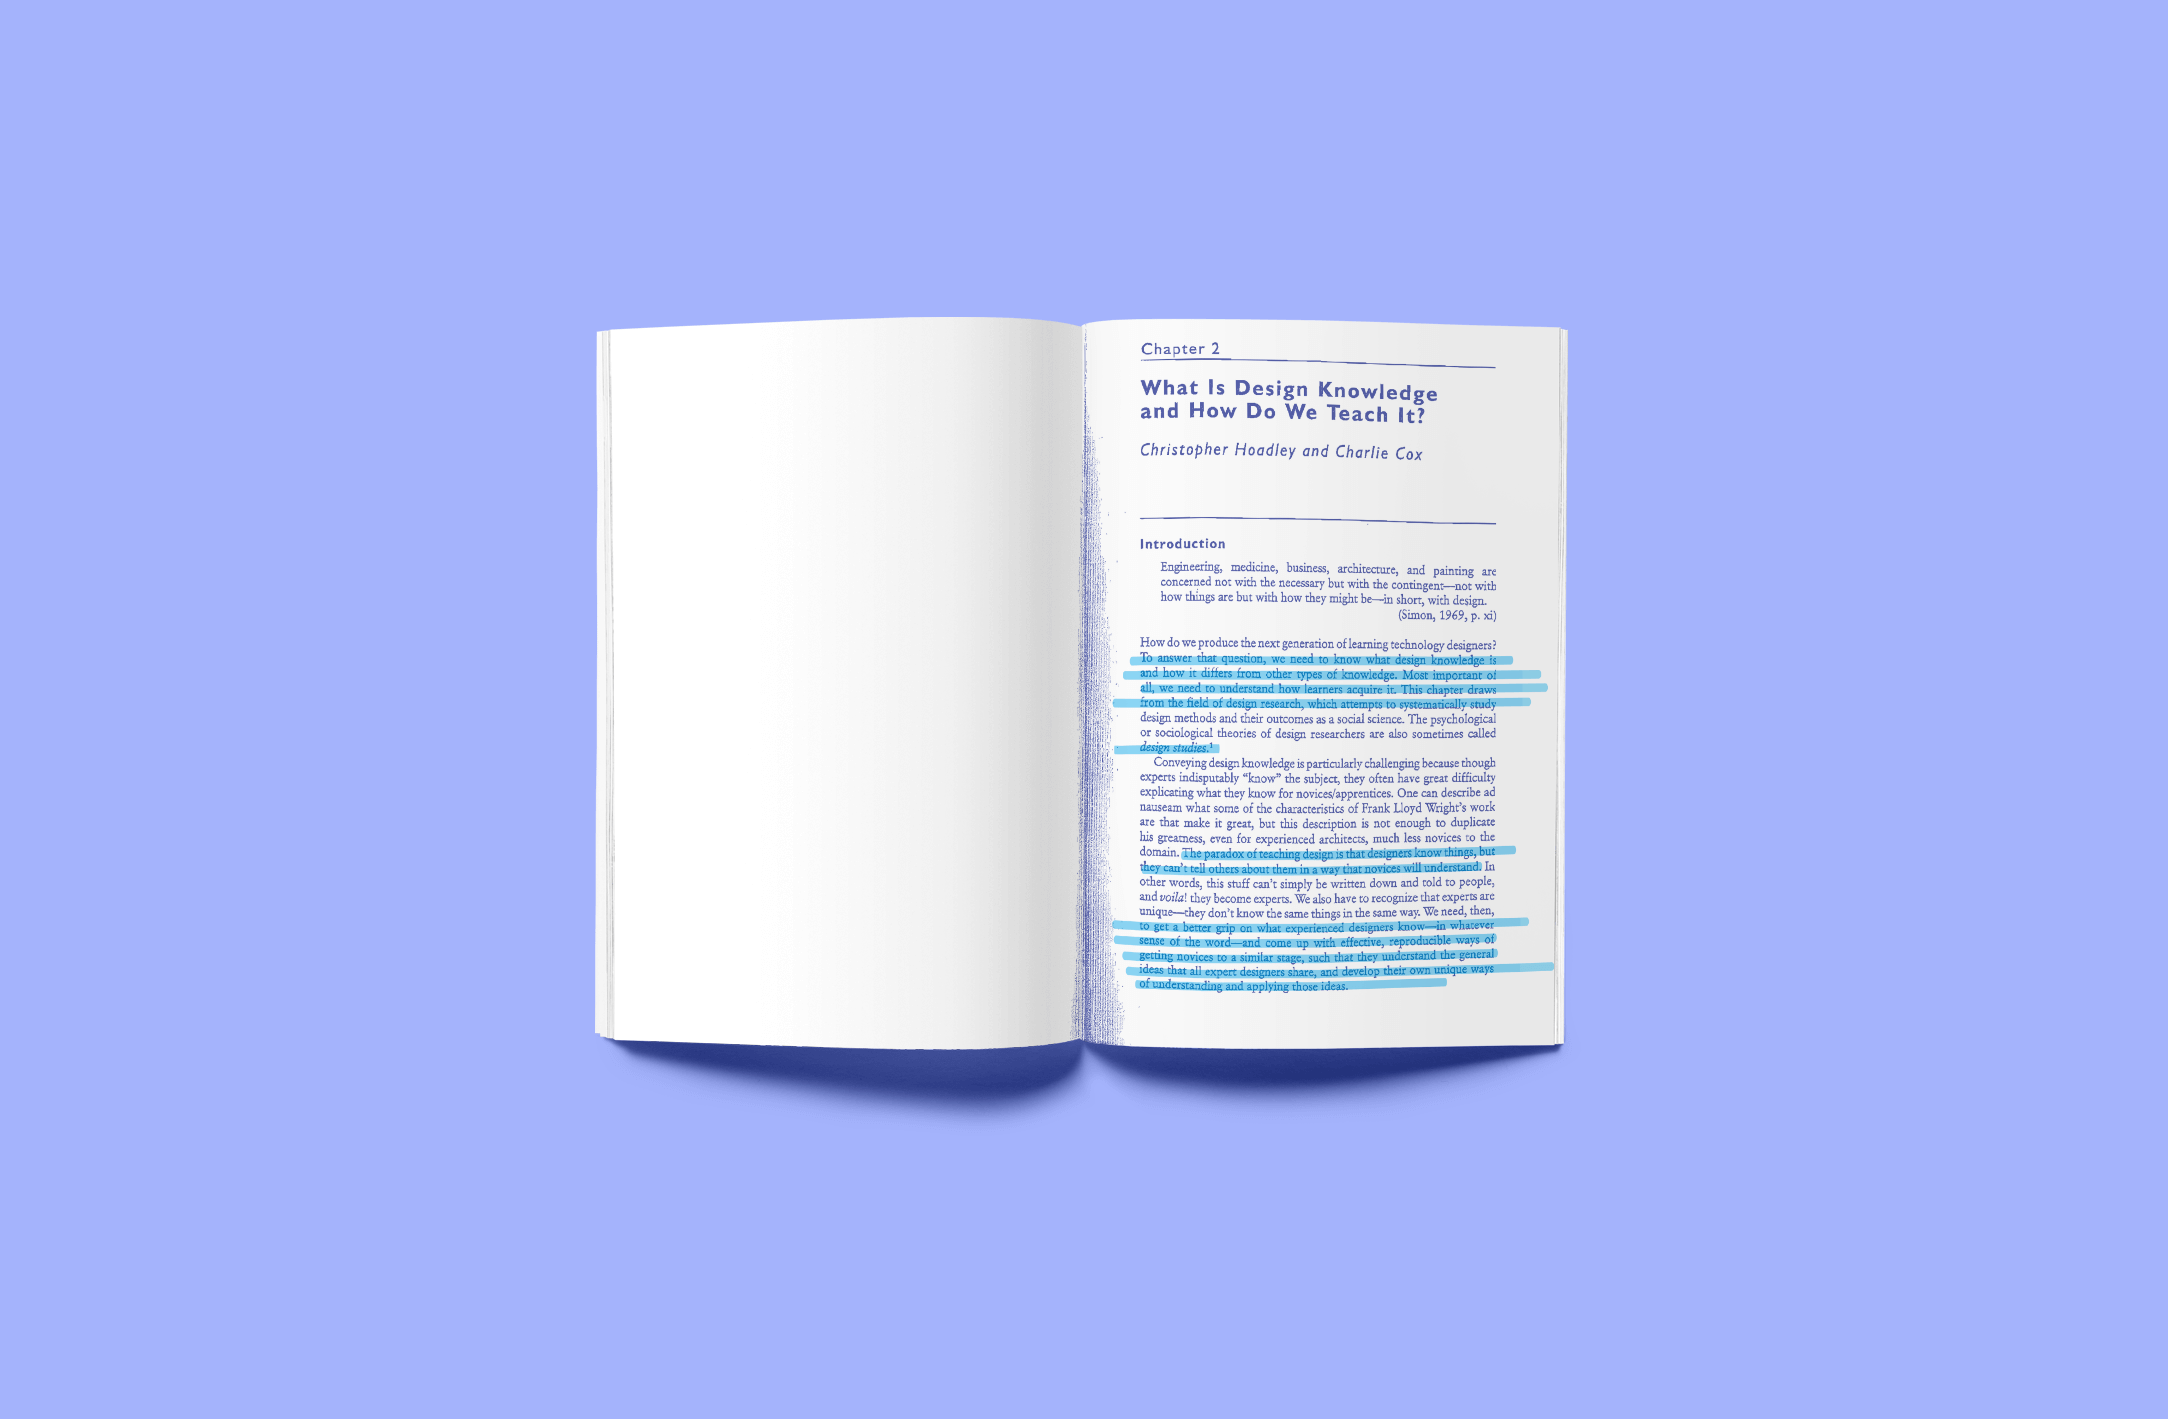 Chapter 2
What Is Design Knowledge
and How Do We Teach It?
Christopher Hoadley and Charlie Cox
Introduction
Engineering, medicine, business, architecture, and painting are
concerned not with the necessary but with the contingent—not with
how things are but with how they might be—in short, with design.
(Simon, 1969, p. xi)
How do we produce the next generation of learning technology designers?
To answer that question, we need to know what design knowledge is
and how it differs from other types of knowledge. Most important of
all, we need to understand how learners acquire it. This chapter draws
from the field of design research, which attempts to systematically study
design methods and their outcomes as a social science. The psychological
or sociological theories of design researchers are also sometimes called
design studies.¹
Conveying design knowledge is particularly challenging because though
experts indisputably “know” the subject, they often have great difficulty
explicating what they know for novices/apprentices. One can describe ad
nauseam what some of the characteristics of Frank Lloyd Wright’s work
are that make it great, but this description is not enough to duplicate
his greatness, even for experienced architects, much less novices to the
domain. The paradox of teaching design is that designers know things, but
they can’t tell others about them in a way that novices will understand. In
other words, this stuff can’t simply be written down and told to people,
and voila! they become experts. We also have to recognize that experts are
unique—they don’t know the same things in the same way. We need, then,
to get a better grip on what experienced designers know—in whatever
sense of the word—and come up with effective, reproducible ways of
getting novices to a similar stage, such that they understand the general
ideas that all expert designers share, and develop their own unique ways
of understanding and applying those ideas.